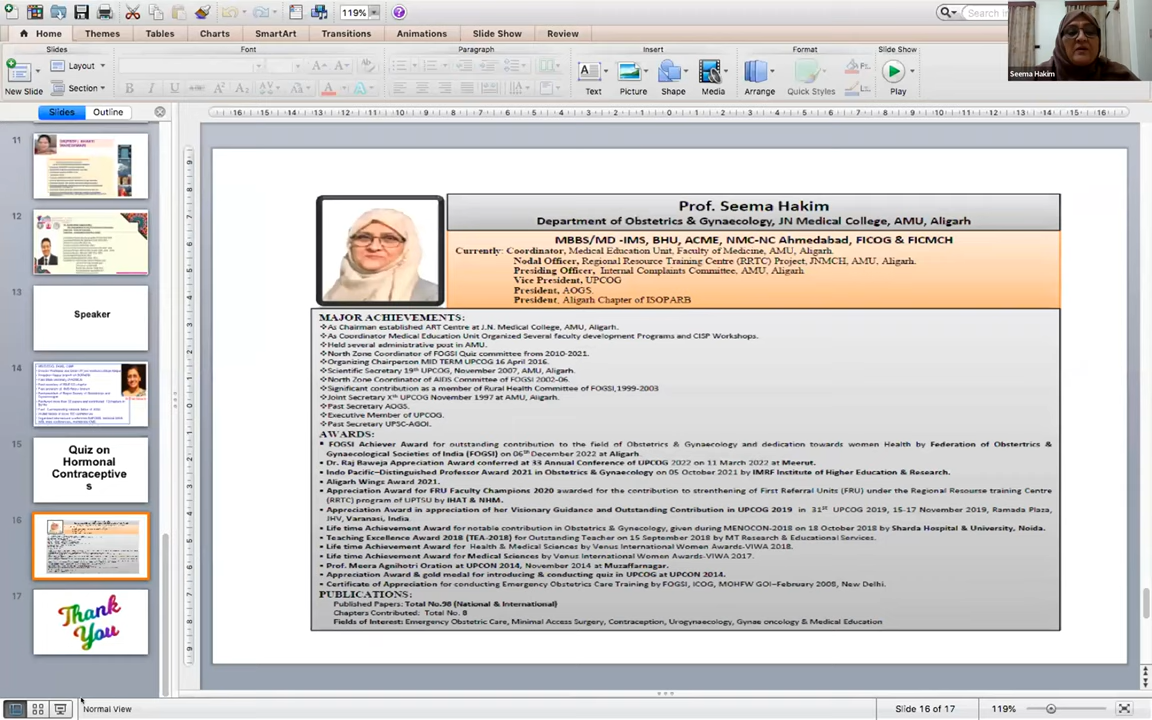 119%
Search in
Home
Themes
Tables
Charts
SmartArt
Transitions
Animations
Slide Show
Review
Slides
Font
Paragraph
Insert
Format
Slide Show
New Slide
Layout
Section
B I U
Text
Picture
Shape
Media
Arrange
Quick Styles
Play
Seema Hakim
Slides
Outline
11
12
13
Speaker
14
15
Quiz on
Hormonal
Contraceptive
s
16
17
Thank
You
Prof. Seema Hakim
Department of Obstetrics & Gynaecology, JN Medical College, AMU, Aligarh
MBBS/MD -IMS, BHU, ACME, NMC-NC Ahmedabad, FICOG & FICMCH
Currently: Coordinator, Medical Education Unit, Faculty of Medicine, AMU, Aligarh.
Nodal Officer, Regional Resource Training Centre (RRTC) Project, JNMCH, AMU, Aligarh.
Presiding Officer, Internal Complaints Committee, AMU, Aligarh
Vice President, UPCOG
President, AOGS.
President, Aligarh Chapter of ISOPARB
MAJOR ACHIEVEMENTS:
❖As Chairman established ART Centre at J.N. Medical College, AMU, Aligarh.
❖As Coordinator Medical Education Unit Organized Several faculty development Programs and CISP Workshops.
❖Held several administrative post in AMU.
❖North Zone Coordinator of FOGSI Quiz committee from 2010-2021.
❖Organizing Chairperson MID TERM UPCOG 16 April 2016.
❖Scientific Secretary 19th UPCOG, November 2007, AMU, Aligarh.
❖North Zone Coordinator of AIDS Committee of FOGSI 2002-06.
❖Significant contribution as a member of Rural Health Committee of FOGSI,1999-2003
❖Joint Secretary Xth UPCOG November 1997 at AMU, Aligarh.
❖Past Secretary AOGS.
❖Executive Member of UPCOG.
❖Past Secretary UPSC-AGOI.
AWARDS:
▪ FOGSI Achiever Award for outstanding contribution to the field of Obstetrics & Gynaecology and dedication towards women Health by Federation of Obstertrics &
Gynaecological Societies of India (FOGSI) on 06th December 2022 at Aligarh
• Dr. Raj Baweja Appreciation Award conferred at 33 Annual Conference of UPCOG 2022 on 11 March 2022 at Meerut.
• Indo Pacific-Distinguished Professor Award 2021 in Obstetrics & Gynaecology on 05 October 2021 by IMRF Institute of Higher Education & Research.
• Aligarh Wings Award 2021.
• Appreciation Award for FRU Faculty Champions 2020 awarded for the contribution to strenthening of First Referral Units (FRU) under the Regional Resourse training Centre
(RRTC) program of UPTSU by IHAT & NHM.
• Appreciation Award in appreciation of her Visionary Guidance and Outstanding Contribution in UPCOG 2019 in 31st UPCOG 2019, 15-17 November 2019, Ramada Plaza,
JHV, Varanasi, India
• Life time Achievement Award for notable contribution in Obstetrics & Gynecology, given during MENOCON-2018 on 18 October 2018 by Sharda Hospital & University, Noida.
• Teaching Excellence Award 2018 (TEA-2018) for Outstanding Teacher on 15 September 2018 by MT Research & Educational Services.
• Life time Achievement Award for Health & Medical Sciences by Venus International Women Awards-VIWA 2018.
• Life time Achievement Award for Medical Sciences by Venus International Women Awards-VIWA 2017.
• Prof. Meera Agnihotri Oration at UPCON 2014, November 2014 at Muzaffarnagar.
• Appreciation Award & gold modal for introducing & conducting quiz in UPCOG at UPCON 2014.
• Certificate of Appreciation for conducting Emergency Obstetric Care Training by FOGSI, ICOG, MOHFW GOI–February 2008, New Delhi.
PUBLICATIONS:
Published Papers: Total No.98 (National & International)
Chapters Contributed: Total No. 8
Fields of Interest: Emergency Obstetric Care, Minimal Access Surgery, Contraception, Urogynaecology, Gynae oncology & Medical Education
Normal View
Slide 16 of 17
119%